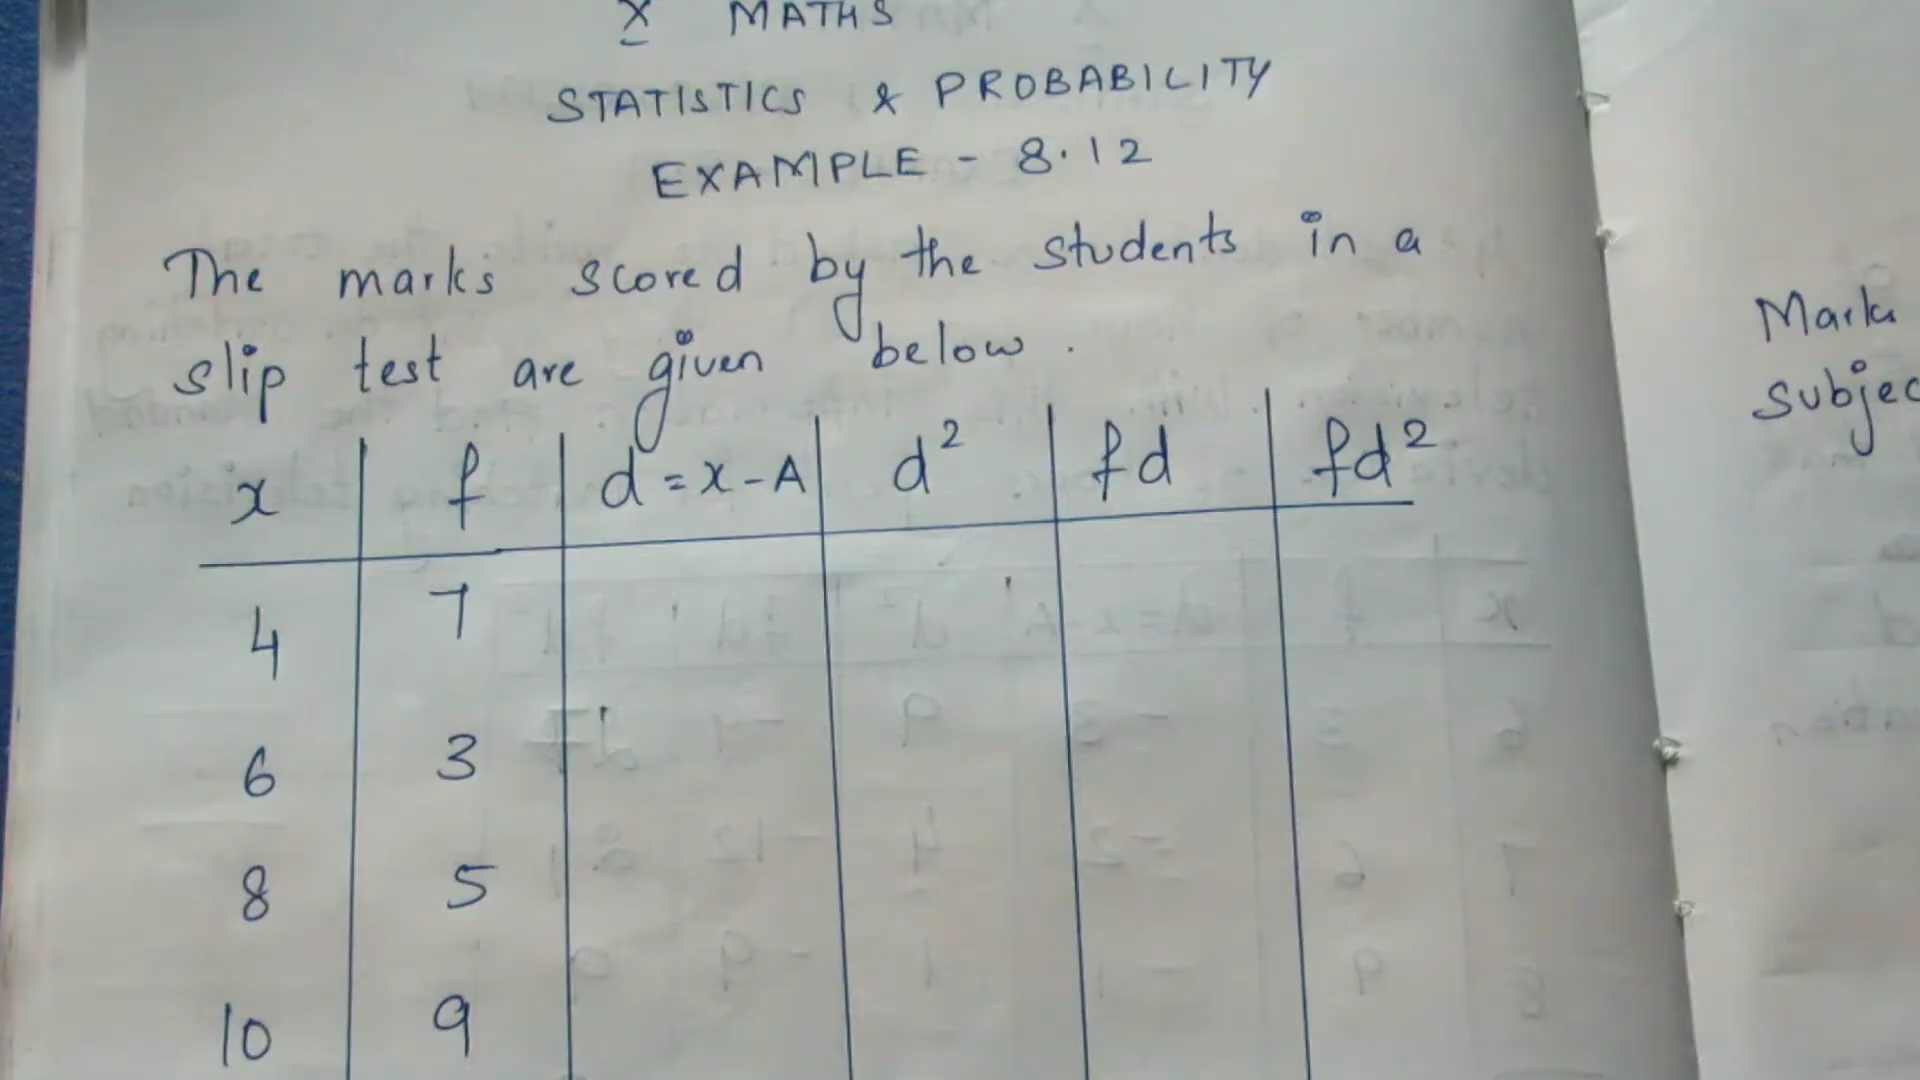 X MATHS
STATISTICS & PROBABILITY
EXAMPLE - 8.12
The marks scored by the students in a
slip test are given below.
x f d = x - A d² fd fd²
4 7
6 3
8 5
10 9
Mark
subjec